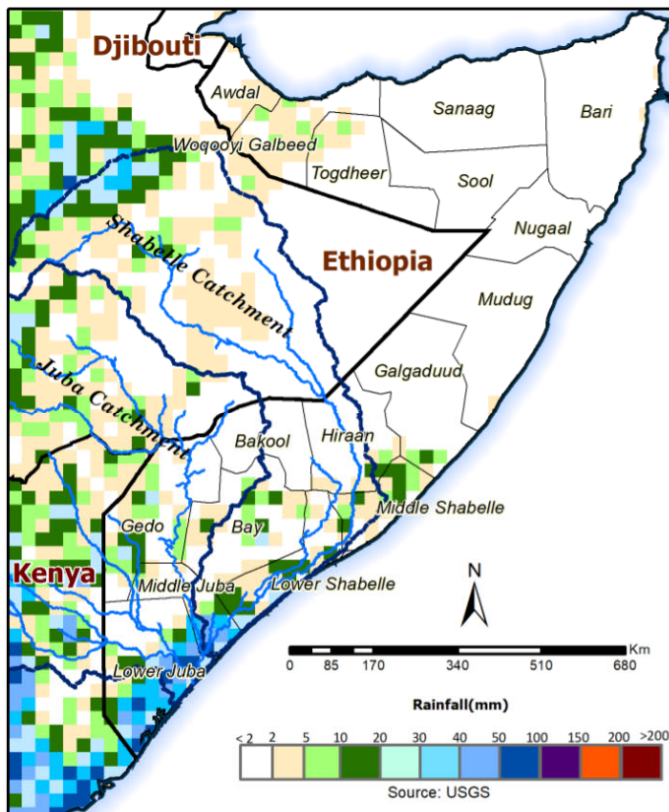 Djibouti
Awdal
Sanaag
Bari
Woqooyi Galbeed
Togdheer
Sool
Nugaal
Shabelle Catchment
Ethiopia
Mudug
Galgaduud
Juba Catchment
Bakool
Hiraan
Middle Shabelle
Gedo
Bay
Kenya
Middle Juba
Lower Shabelle
N
Lower Juba
Km
0 85 170 340 510 680
Rainfall(mm)
< 2 2 5 10 20 30 40 50 100 150 200 >200
Source: USGS